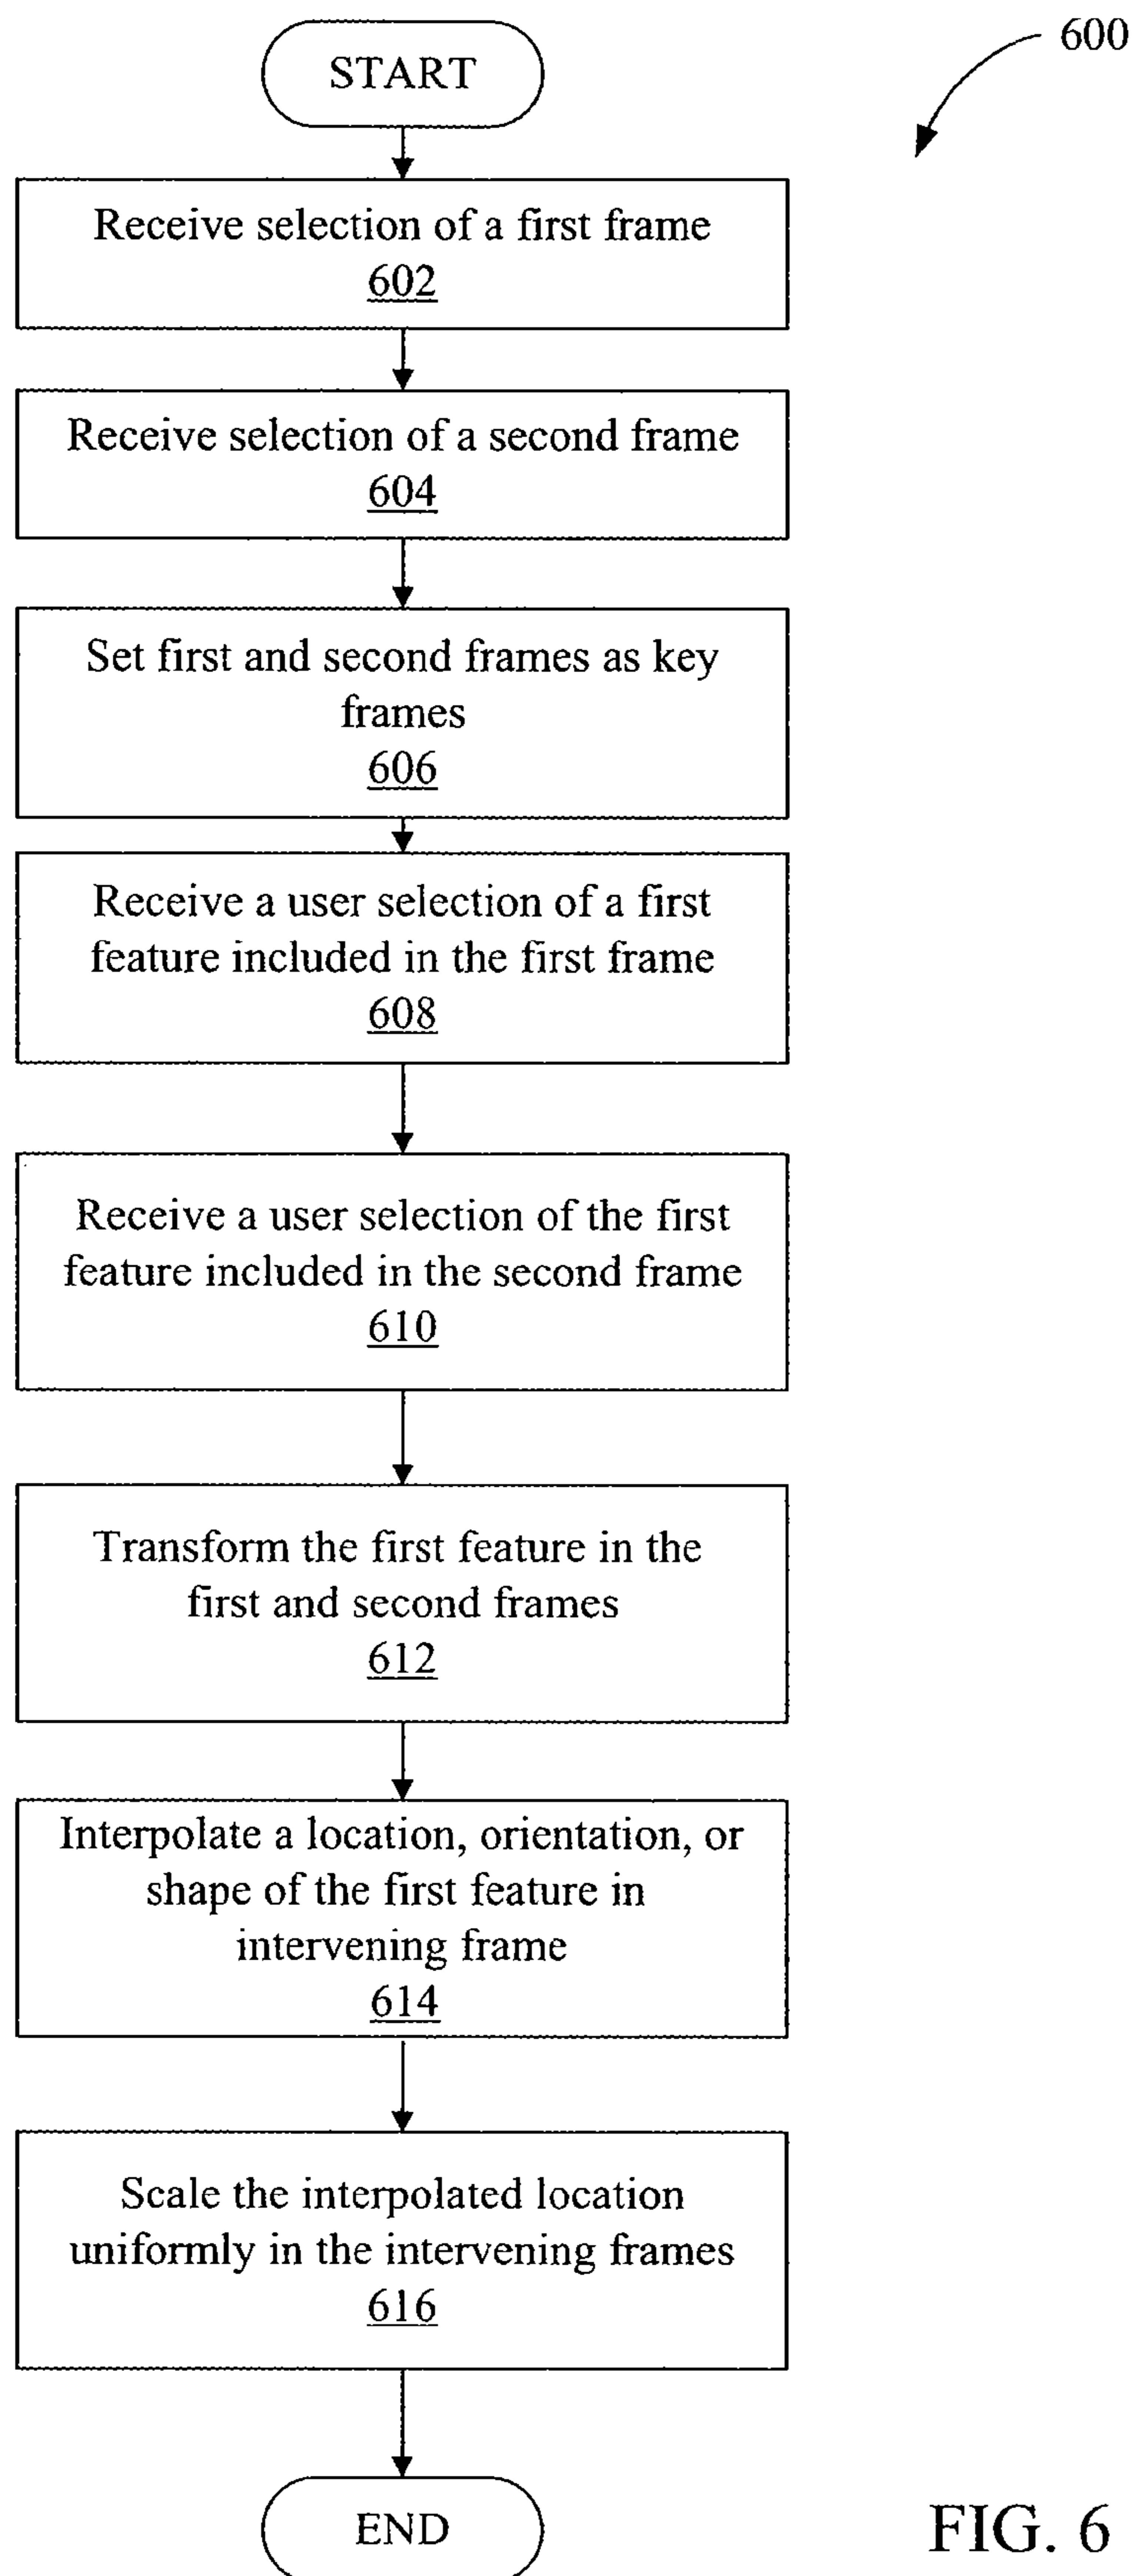 START
600
Receive selection of a first frame
602
Receive selection of a second frame
604
Set first and second frames as key
frames
606
Receive a user selection of a first
feature included in the first frame
608
Receive a user selection of the first
feature included in the second frame
610
Transform the first feature in the
first and second frames
612
Interpolate a location, orientation, or
shape of the first feature in
intervening frame
614
Scale the interpolated location
uniformly in the intervening frames
616
END
FIG. 6